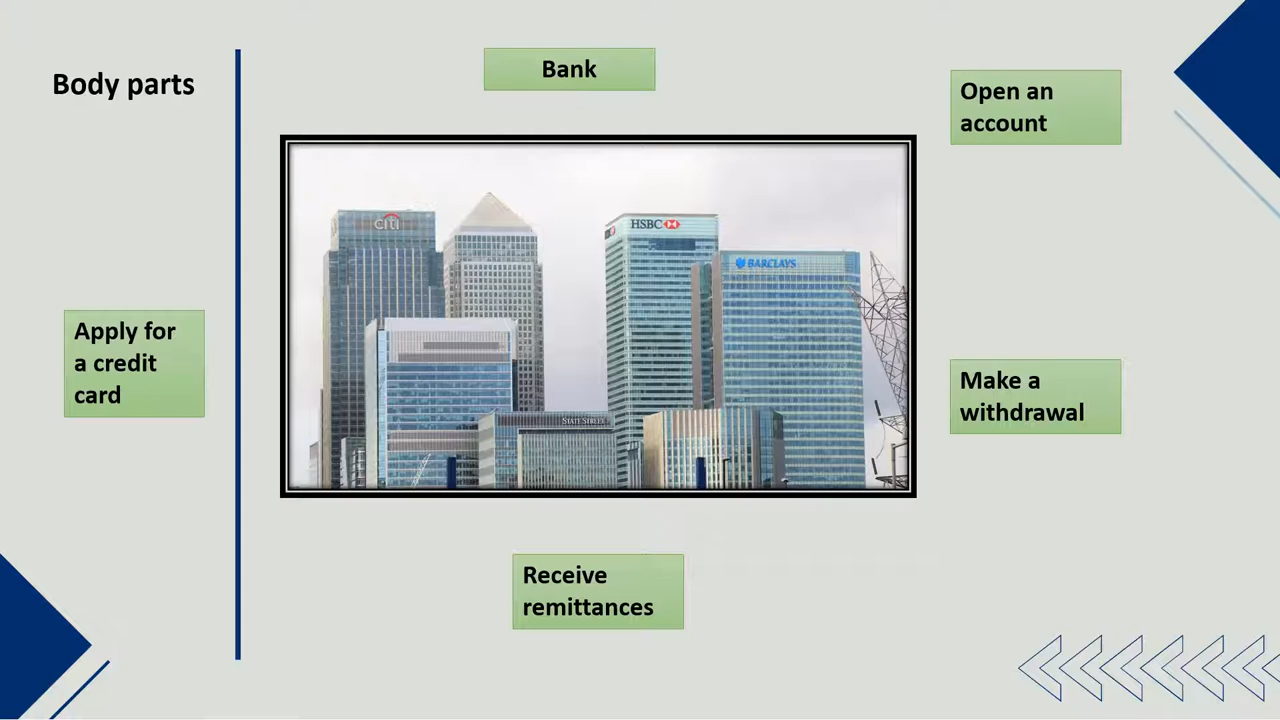 Body parts
Bank
Open an
account
citi
HSBC
BARCLAYS
STATE STREET
Apply for
a credit
card
Make a
withdrawal
Receive
remittances